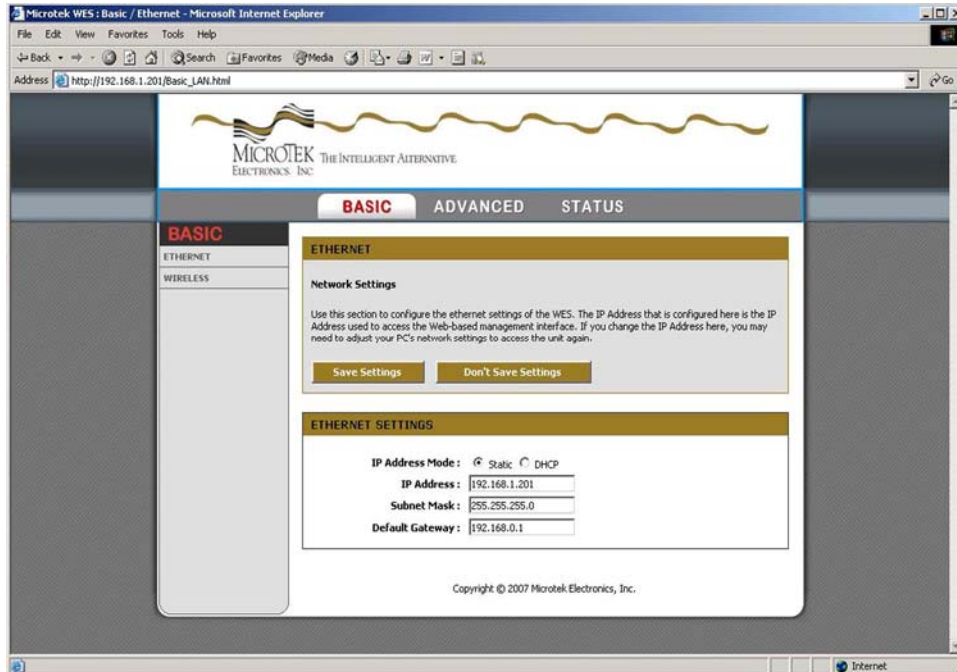 Microtek WES : Basic / Ethernet - Microsoft Internet Explorer
File Edit View Favorites Tools Help
Back Search Favorites Media
Address http://192.168.1.201/Basic_LAN.html Go
MICROTEK THE INTELLIGENT ALTERNATIVE
ELECTRONICS, INC
BASIC ADVANCED STATUS
BASIC
ETHERNET
WIRELESS
ETHERNET
Network Settings
Use this section to configure the ethernet settings of the WES. The IP Address that is configured here is the IP
Address used to access the Web-based management interface. If you change the IP Address here, you may
need to adjust your PC's network settings to access the unit again.
Save Settings Don't Save Settings
ETHERNET SETTINGS
IP Address Mode : Static DHCP
IP Address : 192.168.1.201
Subnet Mask : 255.255.255.0
Default Gateway : 192.168.0.1
Copyright © 2007 Microtek Electronics, Inc.
Internet